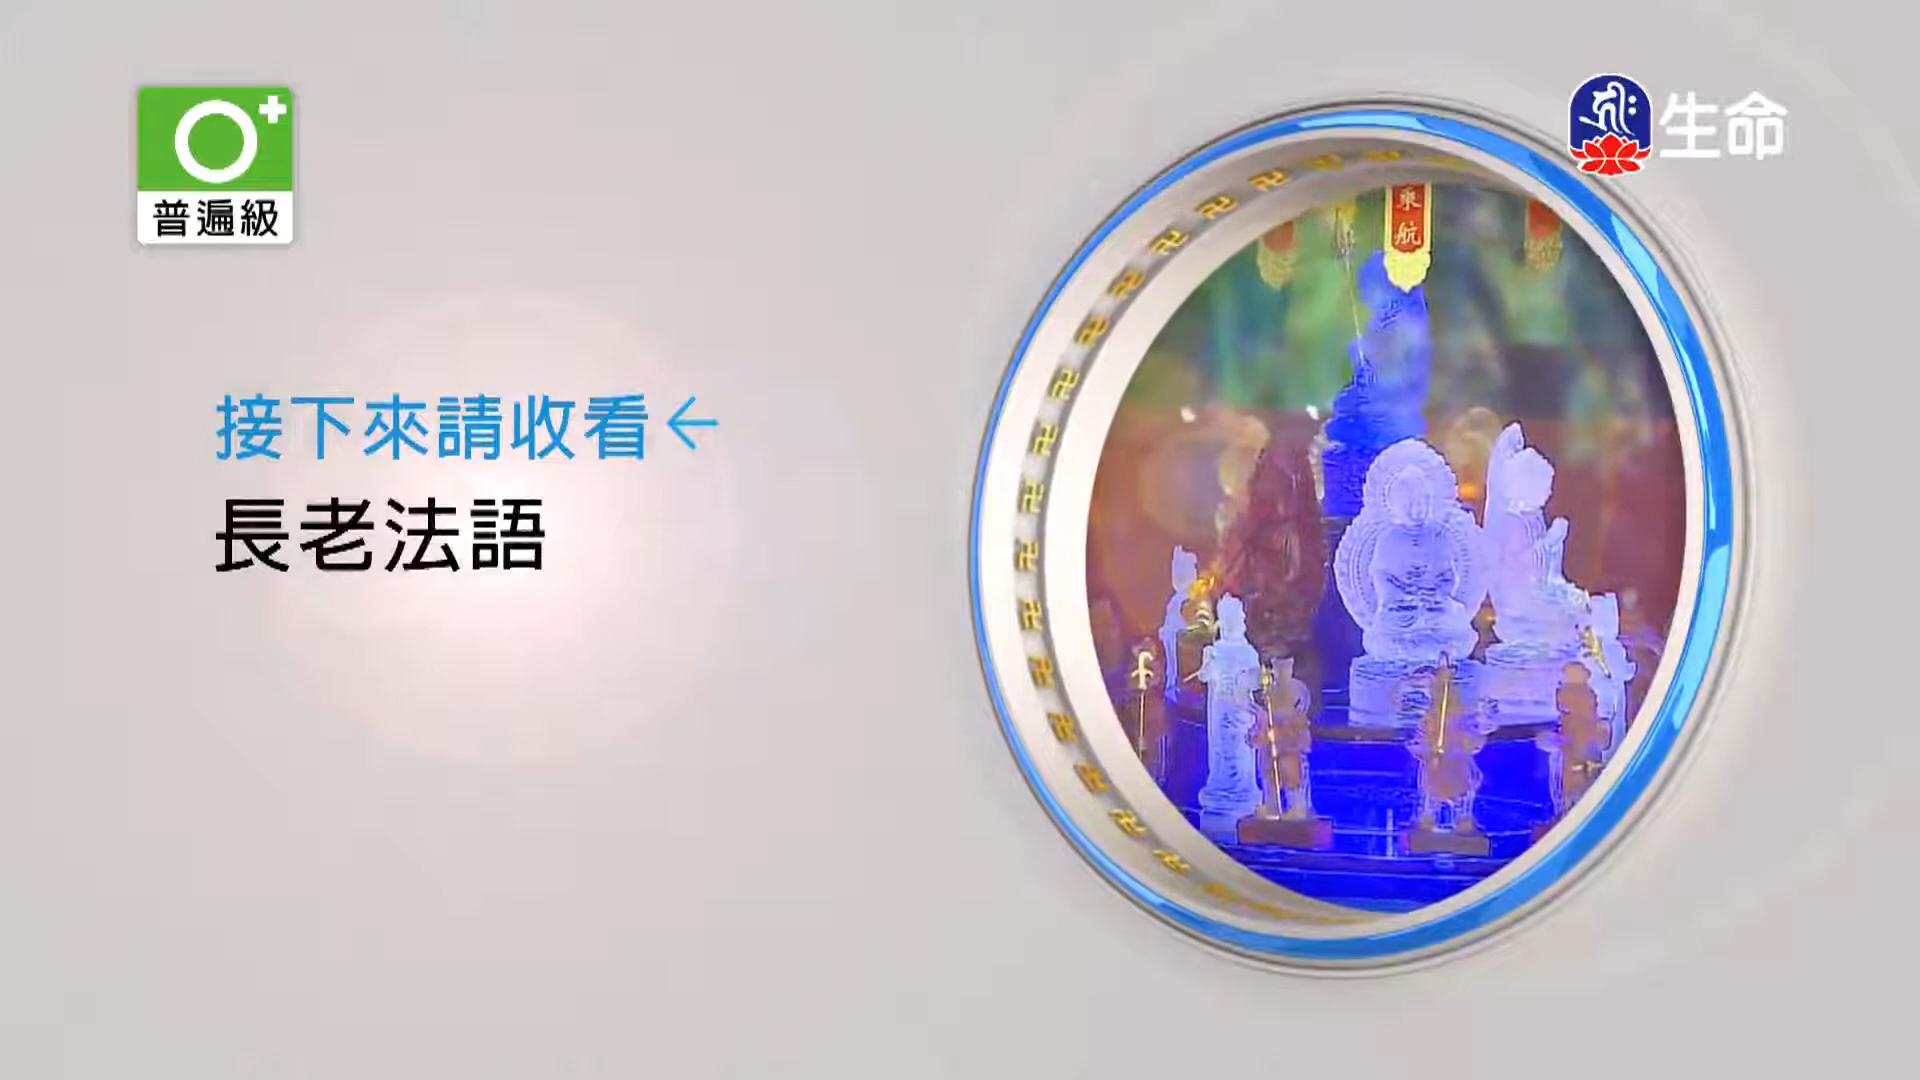 普遍級
生命
接下來請收看←
長老法語
乘航